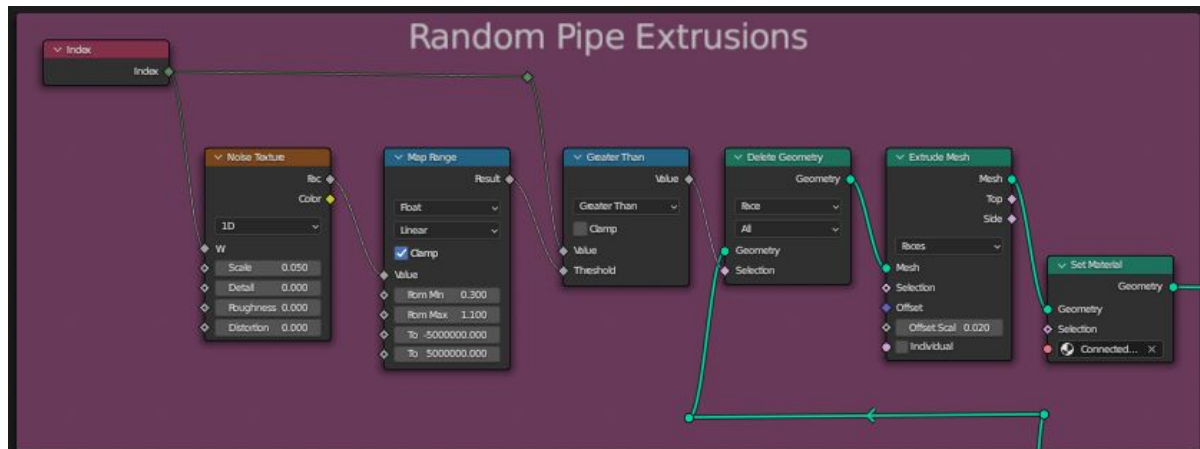 Random Pipe Extrusions
Index
Index
Noise Texture
Fac
Color
1D
W
Scale 0.050
Detail 0.000
Roughness 0.000
Distortion 0.000
Map Range
Result
Float
Linear
Clamp
Value
From Min 0.300
From Max 1.100
To -5000000.000
To 5000000.000
Greater Than
Value
Greater Than
Clamp
Value
Threshold
Delete Geometry
Geometry
Face
All
Geometry
Selection
Extrude Mesh
Mesh
Top
Side
Faces
Mesh
Selection
Offset
Offset Scal 0.020
Individual
Set Material
Geometry
Geometry
Selection
Connected...